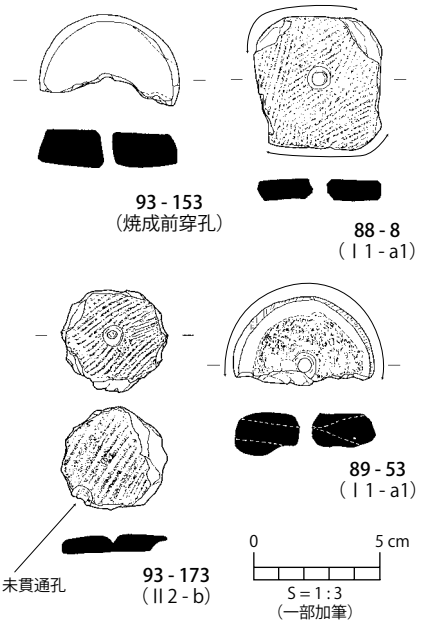 93 - 153
（焼成前穿孔）
88 - 8
（Ⅰ1 - a1）
89 - 53
（Ⅰ1 - a1）
未貫通孔
93 - 173
（Ⅱ2 - b）
0 5 cm
S = 1 : 3
（一部加筆）